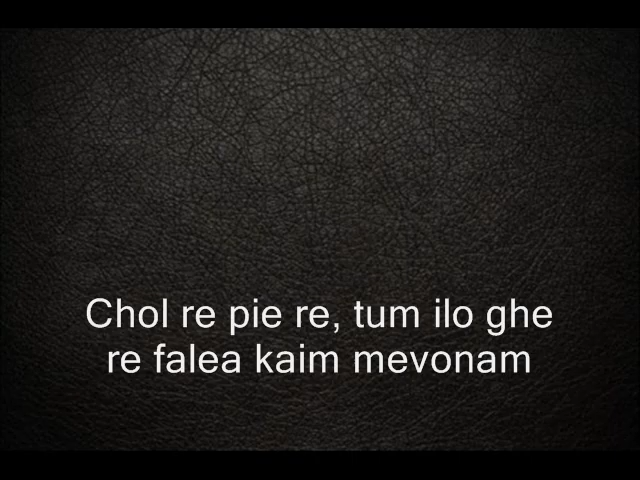 Chol re pie re, tum ilo ghe
re falea kaim mevonam